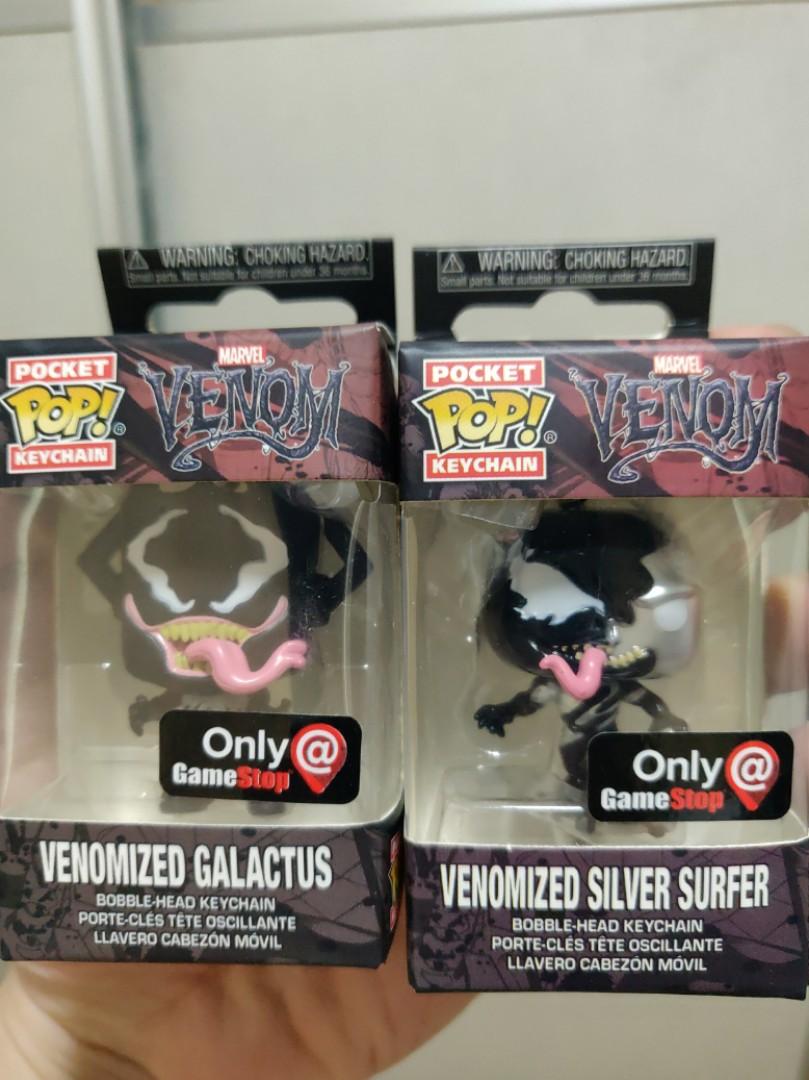 WARNING: CHOKING HAZARD.
Small parts. Not suitable for children under 36 months.
POCKET
POP!®
KEYCHAIN
MARVEL
VENOM
Only @
GameStop
VENOMIZED GALACTUS
BOBBLE-HEAD KEYCHAIN
PORTE-CLÉS TÊTE OSCILLANTE
LLAVERO CABEZÓN MÓVIL
WARNING: CHOKING HAZARD.
Small parts. Not suitable for children under 36 months.
POCKET
POP!®
KEYCHAIN
MARVEL
VENOM
Only @
GameStop
VENOMIZED SILVER SURFER
BOBBLE-HEAD KEYCHAIN
PORTE-CLÉS TÊTE OSCILLANTE
LLAVERO CABEZÓN MÓVIL